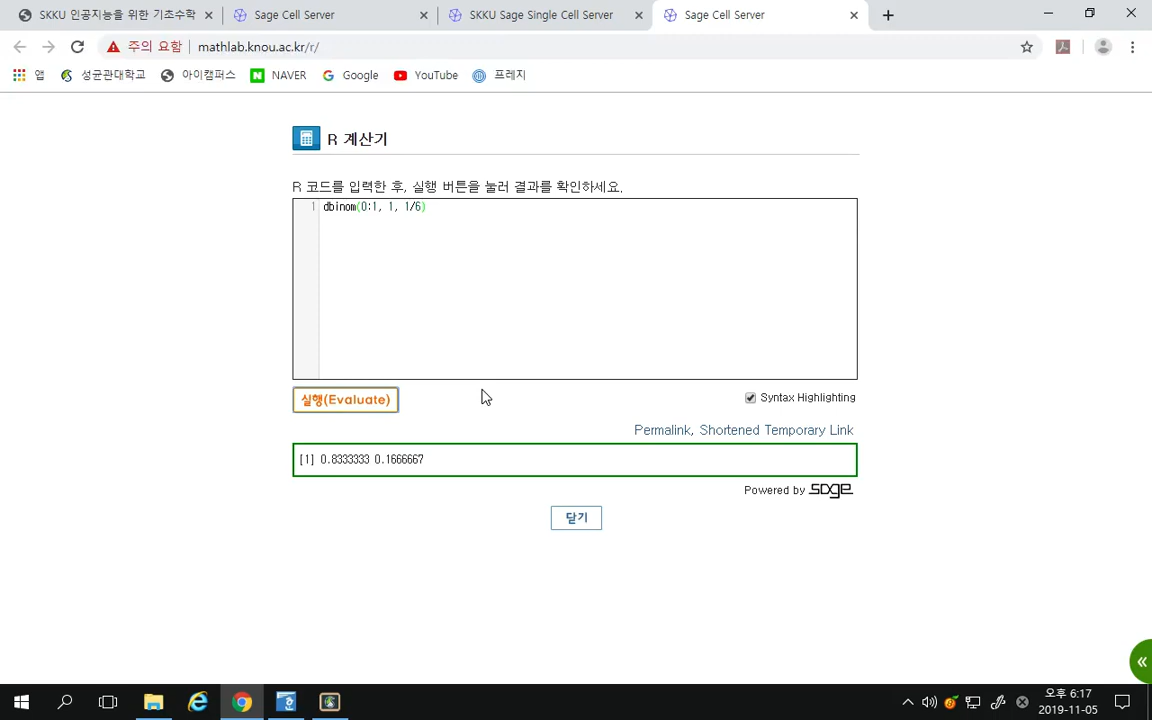 SKKU 인공지능을 위한 기초수학
Sage Cell Server
SKKU Sage Single Cell Server
Sage Cell Server
주의 요함
mathlab.knou.ac.kr/r/
앱
성균관대학교
아이캠퍼스
NAVER
Google
YouTube
프레지
R 계산기
R 코드를 입력한 후, 실행 버튼을 눌러 결과를 확인하세요.
1 dbinom(0:1, 1, 1/6)
실행(Evaluate)
Syntax Highlighting
Permalink, Shortened Temporary Link
[1] 0.8333333 0.1666667
Powered by sage
닫기
오후 6:17
2019-11-05